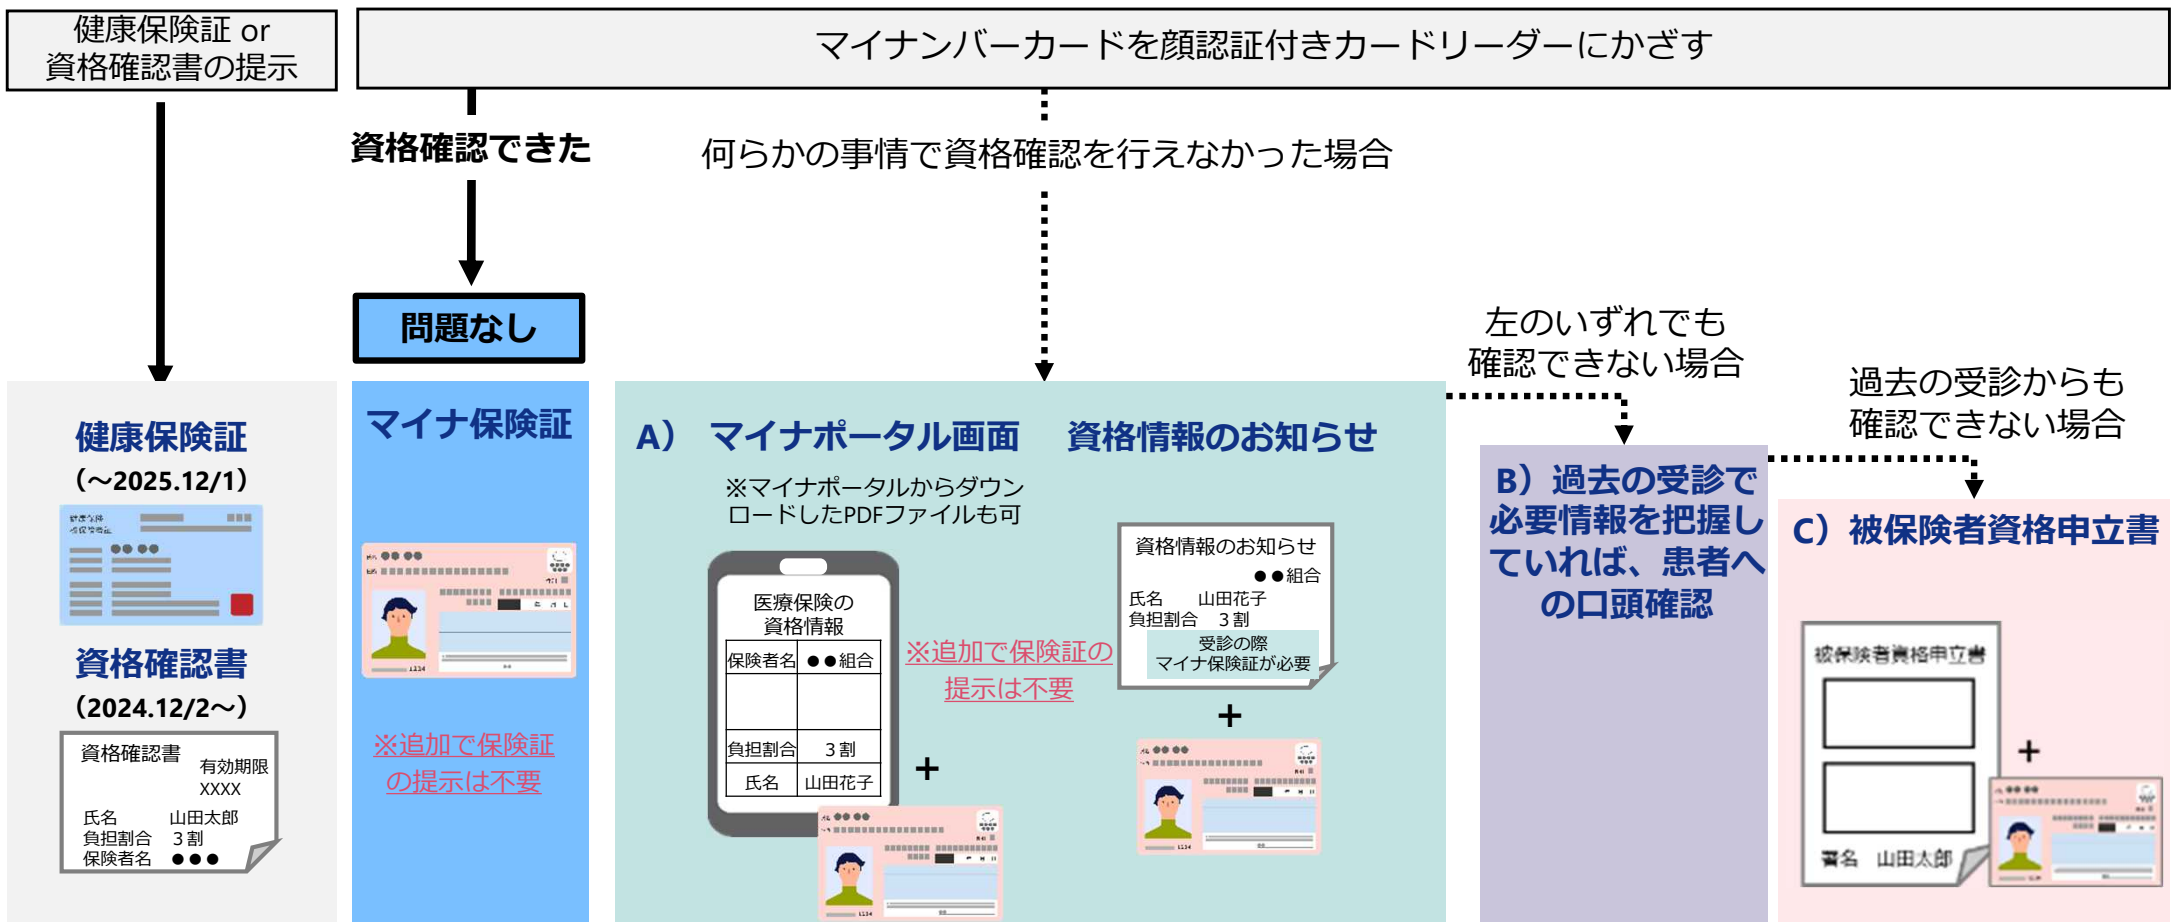 健康保険証 or
資格確認書の提示
マイナンバーカードを顔認証付きカードリーダーにかざす
資格確認できた
何らかの事情で資格確認を行えなかった場合
問題なし
左のいずれでも
確認できない場合
過去の受診からも
確認できない場合
健康保険証
（～2025.12/1）
健康保険
被保険者証
資格確認書
（2024.12/2～）
資格確認書
有効期限
XXXX
氏名 山田太郎
負担割合 3割
保険者名 ●●●
マイナ保険証
1234
※追加で保険証
の提示は不要
A） マイナポータル画面
※マイナポータルからダウン
ロードしたPDFファイルも可
医療保険の
資格情報
保険者名 ●●組合
負担割合 3割
氏名 山田花子
+
1234
※追加で保険証の
提示は不要
資格情報のお知らせ
資格情報のお知らせ
●●組合
氏名 山田花子
負担割合 3割
受診の際
マイナ保険証が必要
+
1234
B）過去の受診で
必要情報を把握し
ていれば、患者へ
の口頭確認
C）被保険者資格申立書
被保険者資格申立書
署名 山田太郎
+